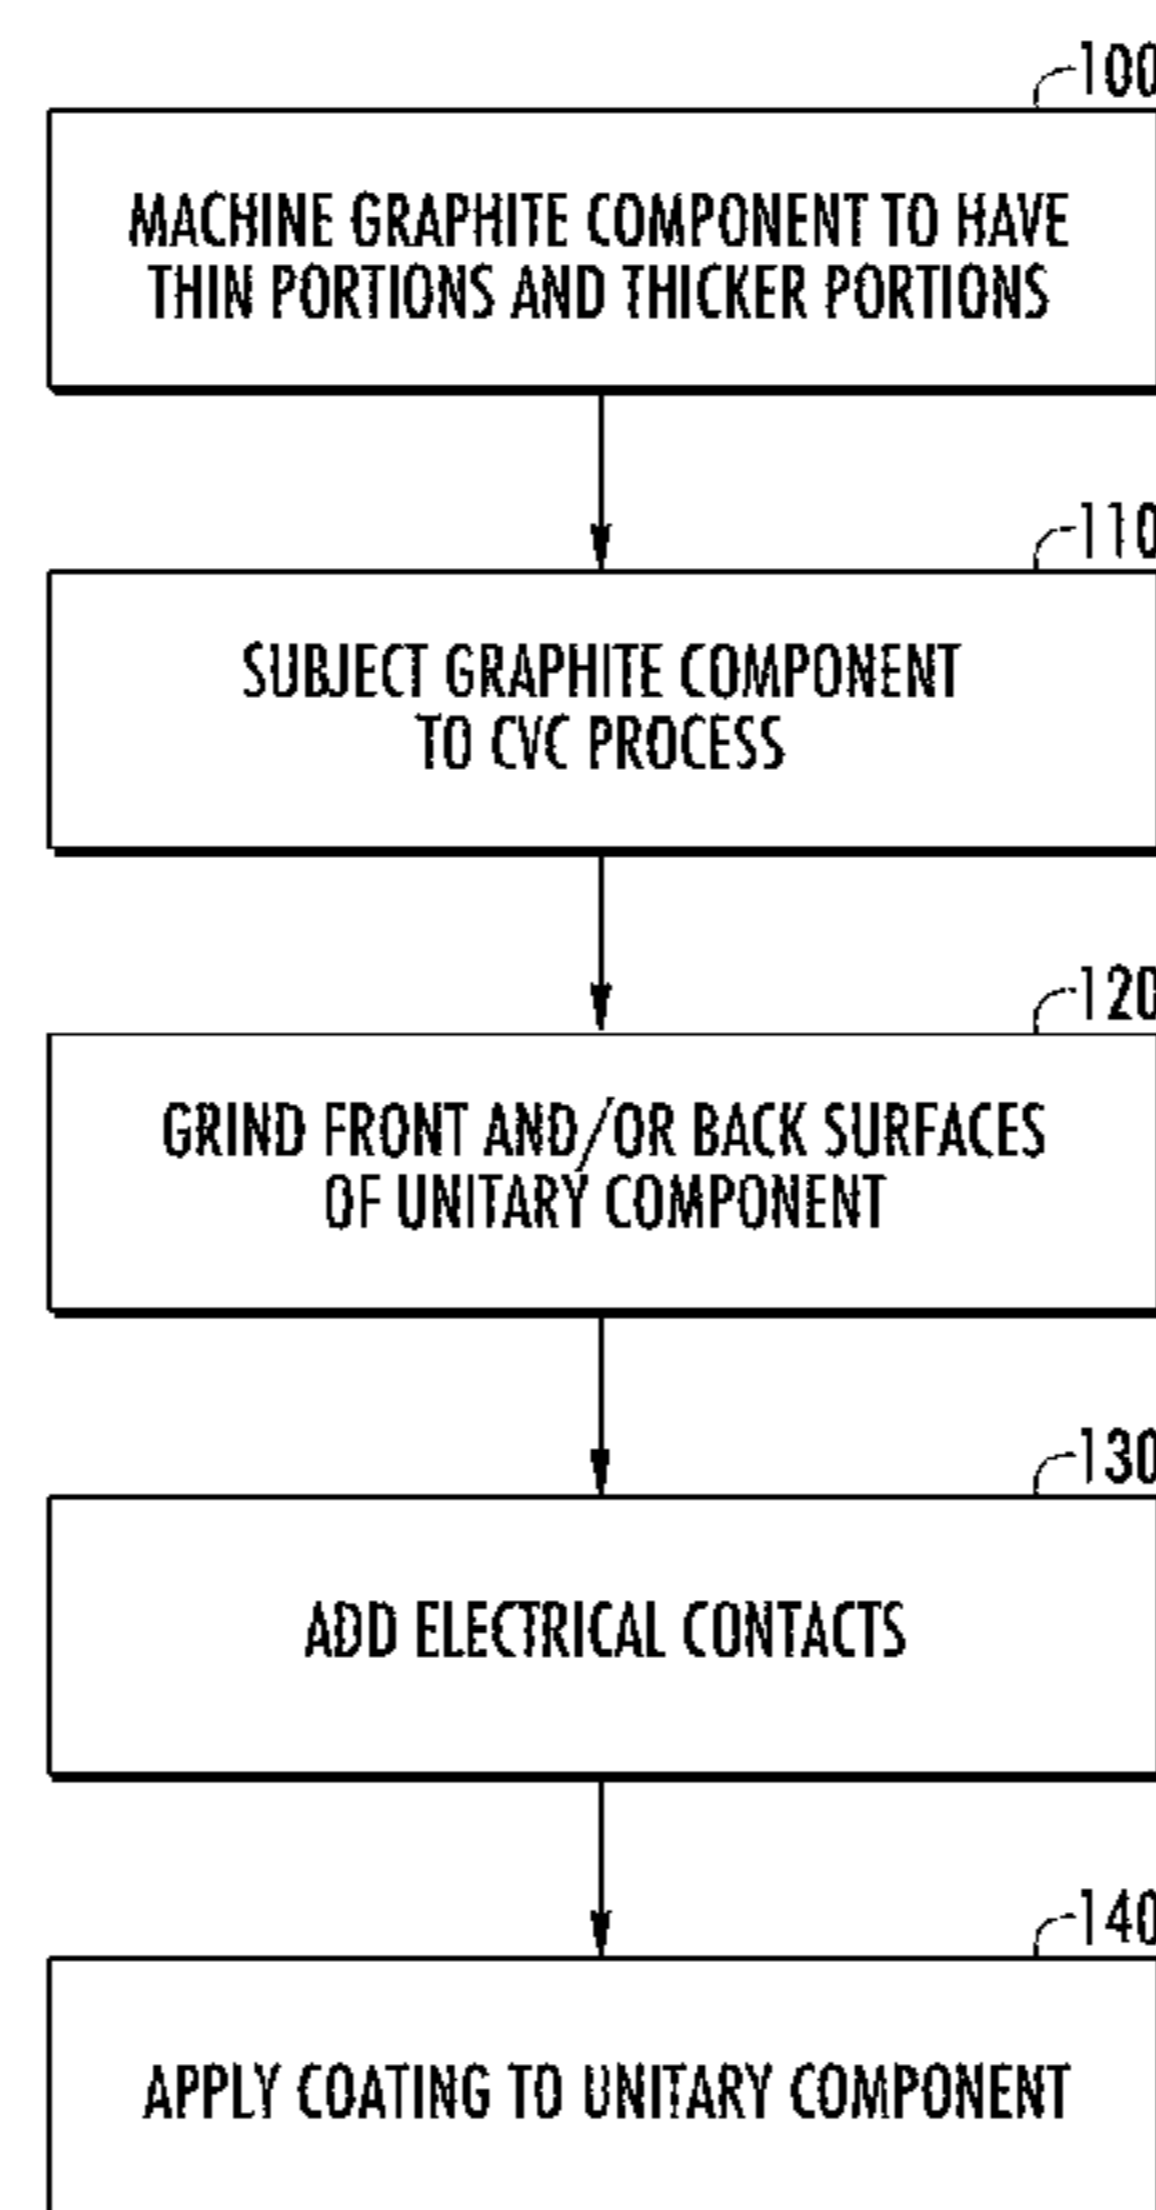 100
MACHINE GRAPHITE COMPONENT TO HAVE
THIN PORTIONS AND THICKER PORTIONS
110
SUBJECT GRAPHITE COMPONENT
TO CVC PROCESS
120
GRIND FRONT AND/OR BACK SURFACES
OF UNITARY COMPONENT
130
ADD ELECTRICAL CONTACTS
140
APPLY COATING TO UNITARY COMPONENT